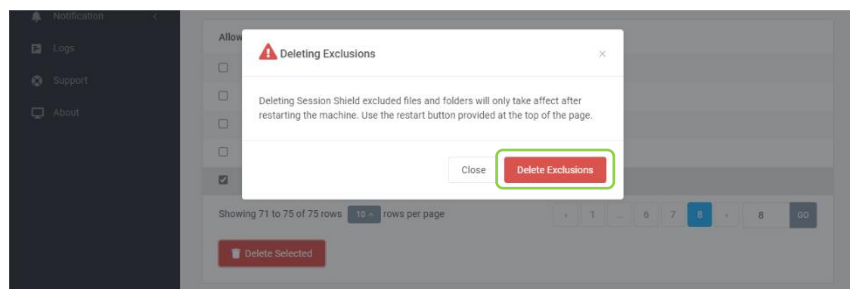 Notification
Logs
Support
About
Allow
Deleting Exclusions
Deleting Session Shield excluded files and folders will only take affect after
restarting the machine. Use the restart button provided at the top of the page.
Close Delete Exclusions
Showing 71 to 75 of 75 rows 10 rows per page
‹ 1 ... 6 7 8 › 8 GO
Delete Selected